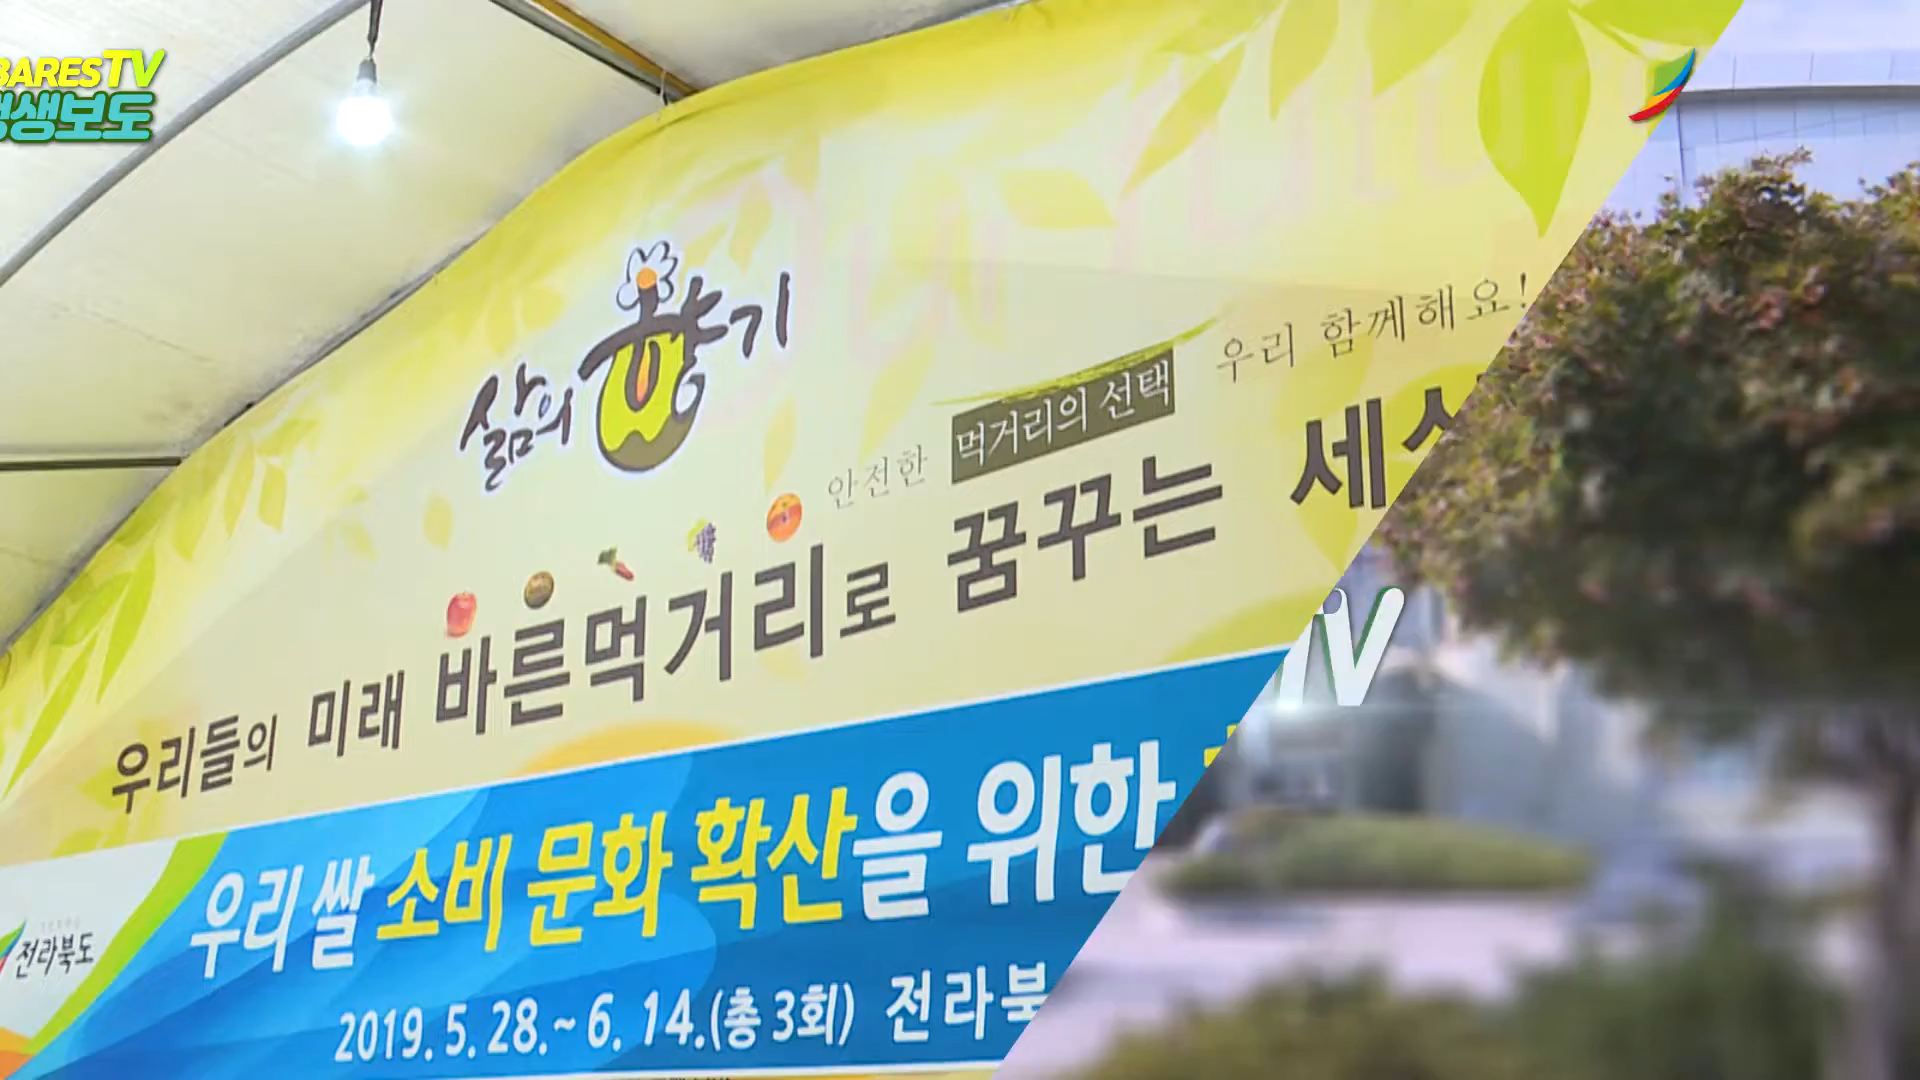 BARESTV
생생보도
삶의 향기
안전한 먹거리의 선택 우리 함께해요!
우리들의 미래 바른먹거리로 꿈꾸는
TV
우리 쌀 소비 문화 확산을 위한
전라북도
2019. 5. 28. ~ 6. 14.(총 3회) 전라북